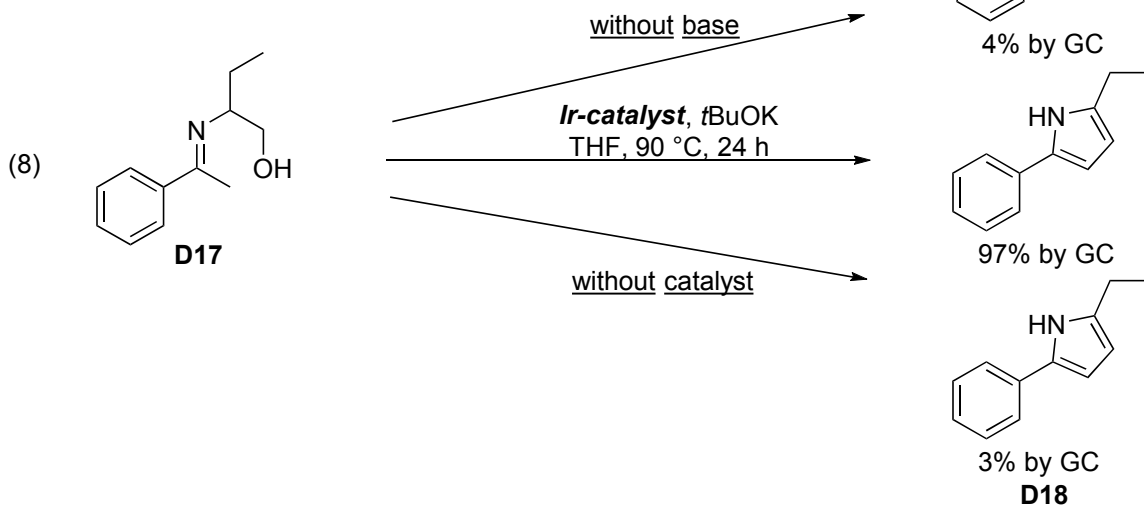 without base
4% by GC
Ir-catalyst, tBuOK
THF, 90 °C, 24 h
HN
N
OH
(8)
D17
97% by GC
without catalyst
HN
3% by GC
D18